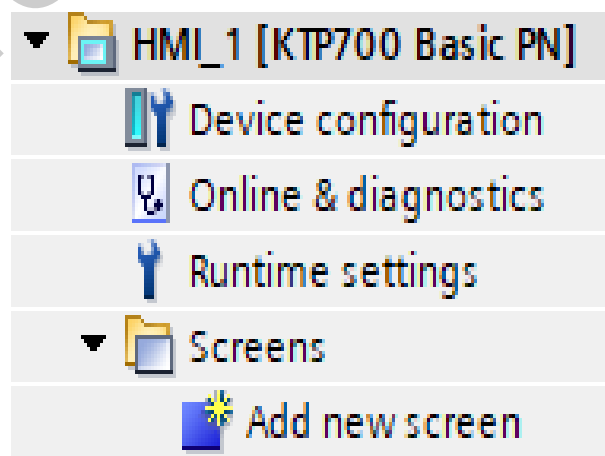 HMI_1 [KTP700 Basic PN]
Device configuration
Online & diagnostics
Runtime settings
Screens
Add new screen